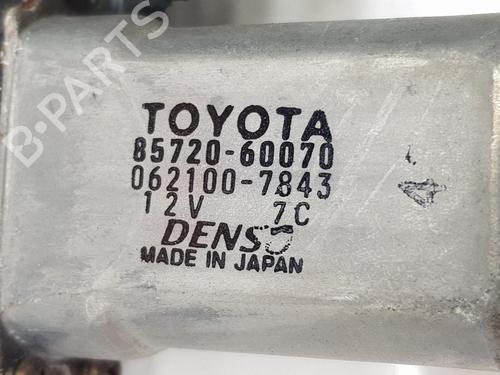 B-PARTS
TOYOTA
85720-60070
062100-7843
12V 7C
DENSO
MADE IN JAPAN